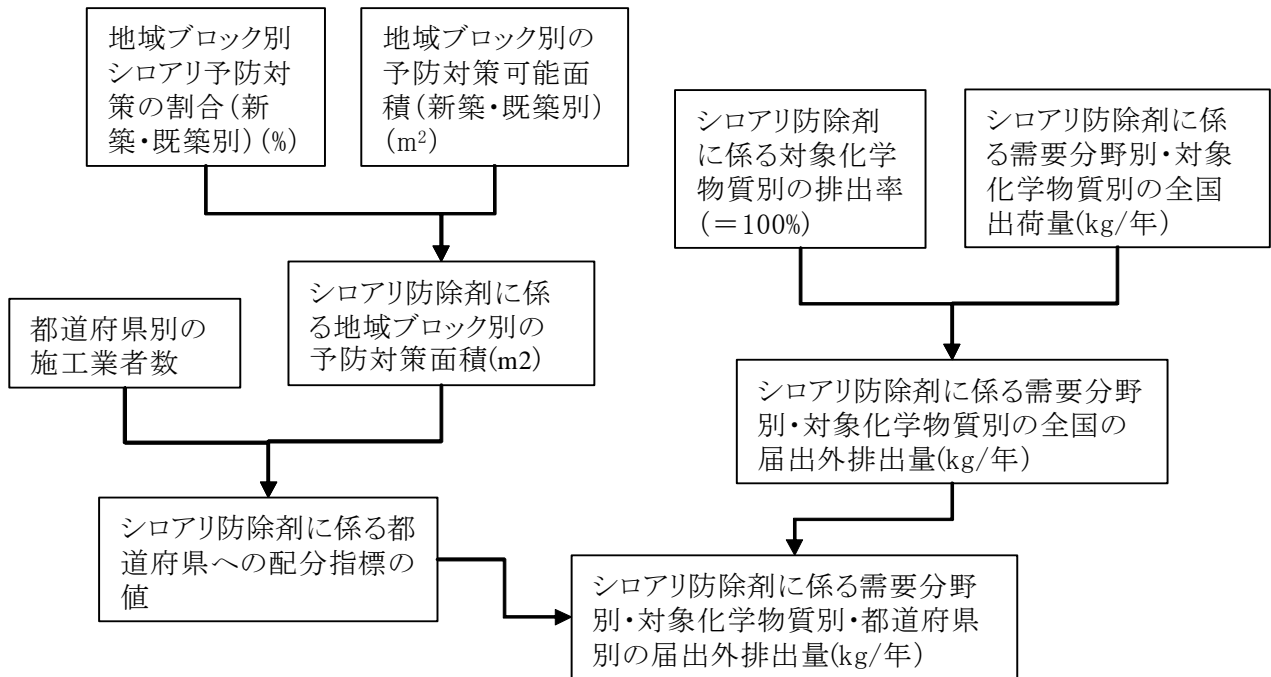 地域ブロック別
シロアリ予防対
策の割合(新
築・既築別)(%)
地域ブロック別の
予防対策可能面
積(新築・既築別)
(m²)
シロアリ防除剤
に係る対象化学
物質別の排出率
(=100%)
シロアリ防除剤に係
る需要分野別・対象
化学物質別の全国
出荷量(kg/年)
都道府県別の
施工業者数
シロアリ防除剤に係
る地域ブロック別の
予防対策面積(m2)
シロアリ防除剤に係る需要分野
別・対象化学物質別の全国の
届出外排出量(kg/年)
シロアリ防除剤に係る都
道府県への配分指標の
値
シロアリ防除剤に係る需要分野
別・対象化学物質別・都道府県
別の届出外排出量(kg/年)